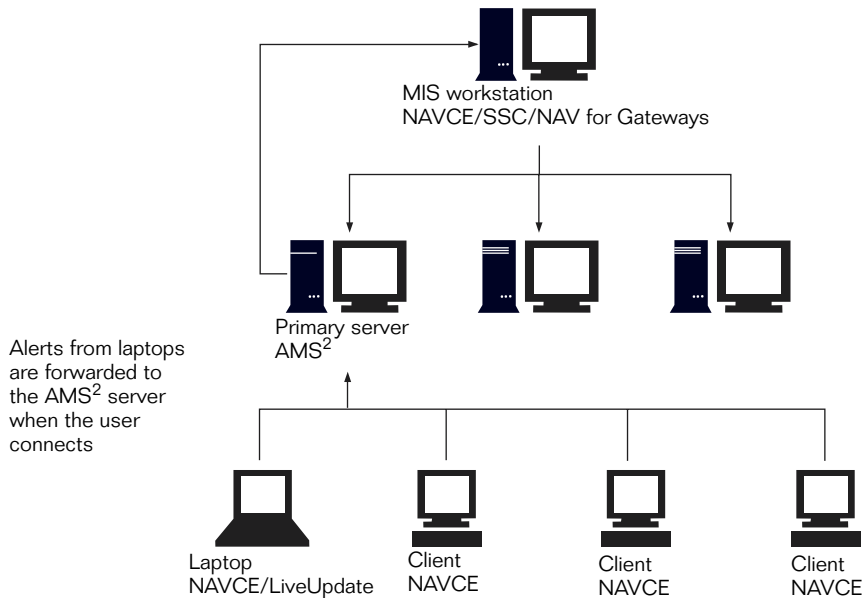 MIS workstation
NAVCE/SSC/NAV for Gateways
Primary server
AMS²
Alerts from laptops
are forwarded to
the AMS² server
when the user
connects
Laptop
NAVCE/LiveUpdate
Client
NAVCE
Client
NAVCE
Client
NAVCE